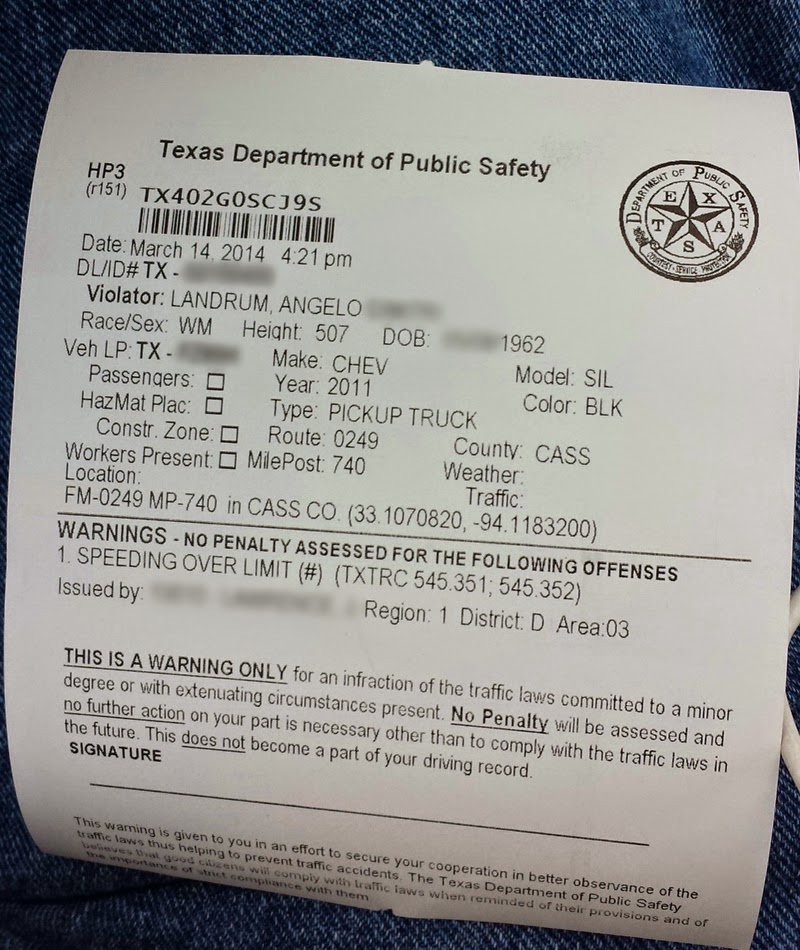 Texas Department of Public Safety
DEPARTMENT OF PUBLIC SAFETY
TEXAS
COURTESY-SERVICE PROTECTION
HP3
(r151) TX402G0SCJ9S
Date: March 14, 2014 4:21 pm
DL/ID# TX -
Violator: LANDRUM, ANGELO
Race/Sex: WM Height: 507 DOB: 1962
Veh LP: TX - Make: CHEV Model: SIL
Passengers: Year: 2011 Color: BLK
HazMat Plac: Type: PICKUP TRUCK
Constr. Zone: Route: 0249 County: CASS
Workers Present: MilePost: 740 Weather:
Location: Traffic:
FM-0249 MP-740 in CASS CO. (33.1070820, -94.1183200)
WARNINGS - NO PENALTY ASSESSED FOR THE FOLLOWING OFFENSES
1. SPEEDING OVER LIMIT (#) (TXTRC 545.351; 545.352)
Issued by: Region: 1 District: D Area:03
THIS IS A WARNING ONLY for an infraction of the traffic laws committed to a minor
degree or with extenuating circumstances present. No Penalty will be assessed and
no further action on your part is necessary other than to comply with the traffic laws in
the future. This does not become a part of your driving record.
SIGNATURE
This warning is given to you in an effort to secure your cooperation in better observance of the
traffic laws thus helping to prevent traffic accidents. The Texas Department of Public Safety
believes that good citizens will comply with traffic laws when reminded of their provisions and of
the importance of strict compliance with them